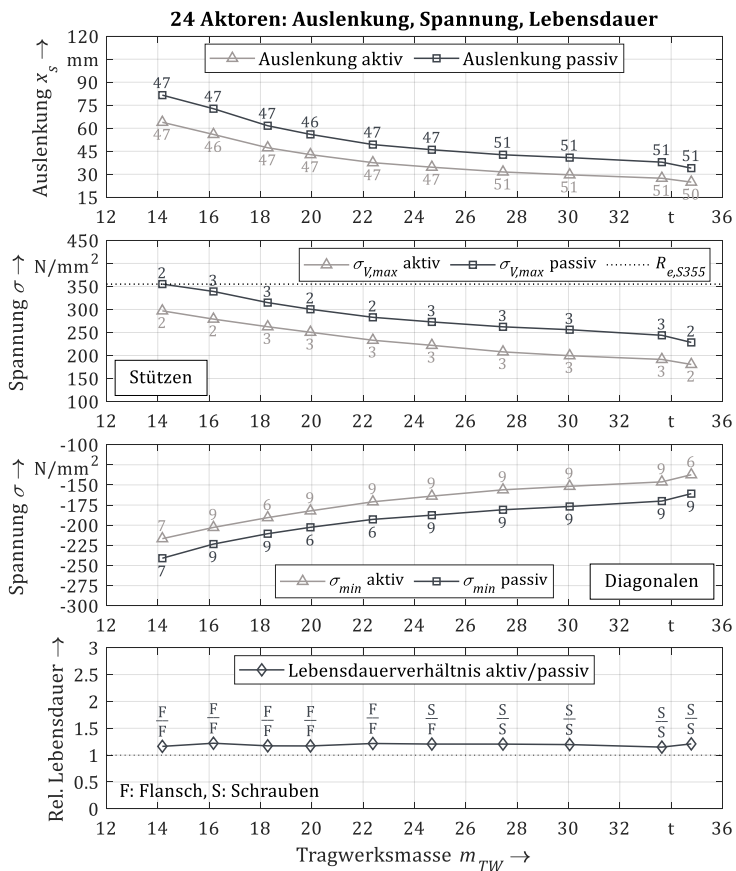 24 Aktoren: Auslenkung, Spannung, Lebensdauer
Auslenkung x_s →
120
mm
90
75
60
45
30
15
Auslenkung aktiv Auslenkung passiv
47 47 47 46 47 47 51 51 51 51
47 46 47 47 47 47 51 51 51 50
12 14 16 18 20 22 24 26 28 30 32 t 36
Spannung σ →
450
N/mm²
350
300
250
200
150
100
σ_V,max aktiv σ_V,max passiv R_e,S355
2 3 3 2 2 3 3 3 3 2
2 2 3 3 3 3 3 3 3 2
Stützen
12 14 16 18 20 22 24 26 28 30 32 t 36
Spannung σ →
-100
N/mm²
-150
-175
-200
-225
-250
-275
-300
7 9 6 9 9 9 9 9 9 6
7 9 9 6 6 9 9 9 9 9
σ_min aktiv σ_min passiv
Diagonalen
12 14 16 18 20 22 24 26 28 30 32 t 36
Rel. Lebensdauer →
3
2.5
2
1.5
1
0.5
0
Lebensdauerverhältnis aktiv/passiv
F F F F F S S S S S
F F F F F F S S S S
F: Flansch, S: Schrauben
12 14 16 18 20 22 24 26 28 30 32 t 36
Tragwerksmasse m_TW →